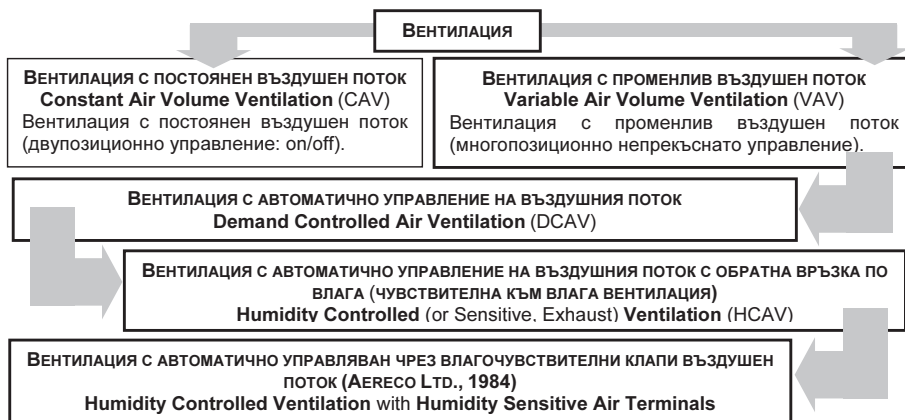 ВЕНТИЛАЦИЯ
ВЕНТИЛАЦИЯ С ПОСТОЯНЕН ВЪЗДУШЕН ПОТОК
Constant Air Volume Ventilation (CAV)
Вентилация с постоянен въздушен поток
(двупозиционно управление: on/off).
ВЕНТИЛАЦИЯ С ПРОМЕНЛИВ ВЪЗДУШЕН ПОТОК
Variable Air Volume Ventilation (VAV)
Вентилация с променлив въздушен поток
(многопозиционно непрекъснато управление).
ВЕНТИЛАЦИЯ С АВТОМАТИЧНО УПРАВЛЕНИЕ НА ВЪЗДУШНИЯ ПОТОК
Demand Controlled Air Ventilation (DCAV)
ВЕНТИЛАЦИЯ С АВТОМАТИЧНО УПРАВЛЕНИЕ НА ВЪЗДУШНИЯ ПОТОК С ОБРАТНА ВРЪЗКА ПО
ВЛАГА (ЧУВСТВИТЕЛНА КЪМ ВЛАГА ВЕНТИЛАЦИЯ)
Humidity Controlled (or Sensitive, Exhaust) Ventilation (HCAV)
ВЕНТИЛАЦИЯ С АВТОМАТИЧНО УПРАВЛЯВАН ЧРЕЗ ВЛАГОЧУВСТВИТЕЛНИ КЛАПИ ВЪЗДУШЕН
ПОТОК (AERECO LTD., 1984)
Humidity Controlled Ventilation with Humidity Sensitive Air Terminals